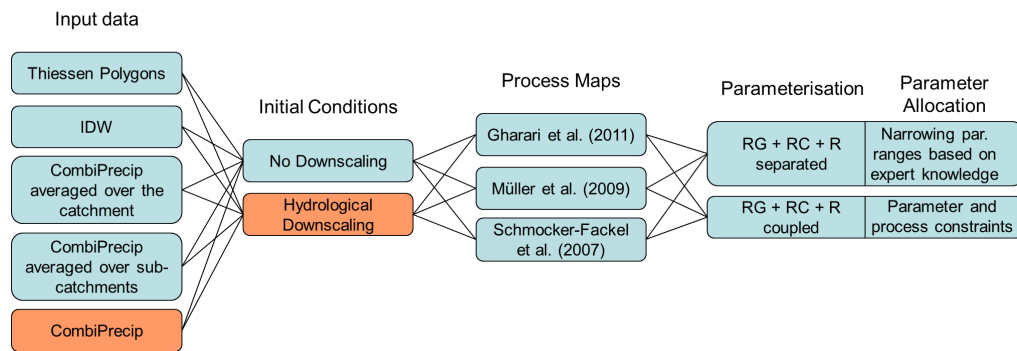 Input data
Thiessen Polygons
IDW
CombiPrecip
averaged over the
catchment
CombiPrecip
averaged over sub-
catchments
CombiPrecip
Initial Conditions
No Downscaling
Hydrological
Downscaling
Process Maps
Gharari et al. (2011)
Müller et al. (2009)
Schmocker-Fackel
et al. (2007)
Parameterisation
RG + RC + R
separated
RG + RC + R
coupled
Parameter
Allocation
Narrowing par.
ranges based on
expert knowledge
Parameter and
process constraints